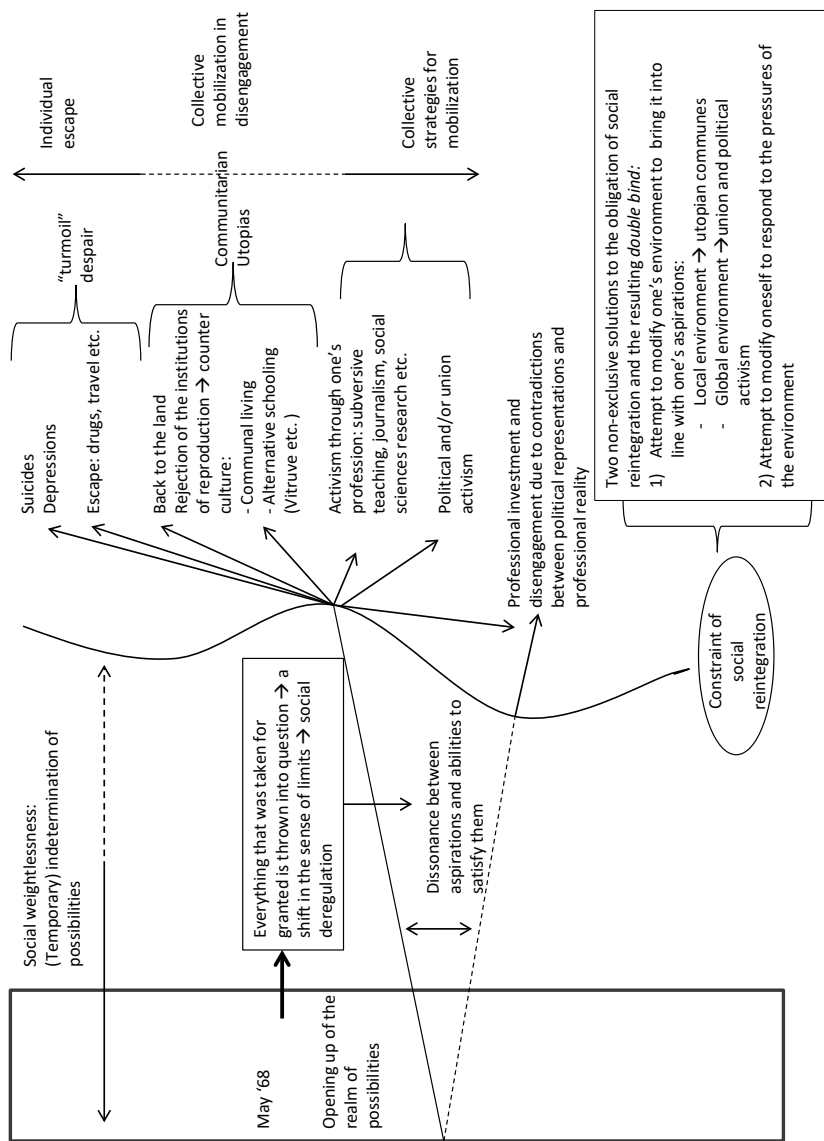 Social weightlessness:
(Temporary) indetermination of
possibilities
May ‘68
Opening up of the
realm of
possibilities
Everything that was taken for
granted is thrown into question → a
shift in the sense of limits → social
deregulation
Dissonance between
aspirations and abilities to
satisfy them
Suicides
Depressions
Escape: drugs, travel etc.
Back to the land
Rejection of the institutions
of reproduction → counter
culture:
- Communal living
- Alternative schooling
(Vitruve etc.)
Activism through one’s
profession: subversive
teaching, journalism, social
sciences research etc.
Political and/or union
activism
Professional investment and
disengagement due to contradictions
between political representations and
professional reality
“turmoil”
despair
Communitarian
Utopias
Individual
escape
Collective
mobilization in
disengagement
Collective
strategies for
mobilization
Constraint of
social
reintegration
Two non-exclusive solutions to the obligation of social
reintegration and the resulting double bind:
1) Attempt to modify one’s environment to bring it into
line with one’s aspirations:
- Local environment → utopian communes
- Global environment → union and political
activism
2) Attempt to modify oneself to respond to the pressures of
the environment